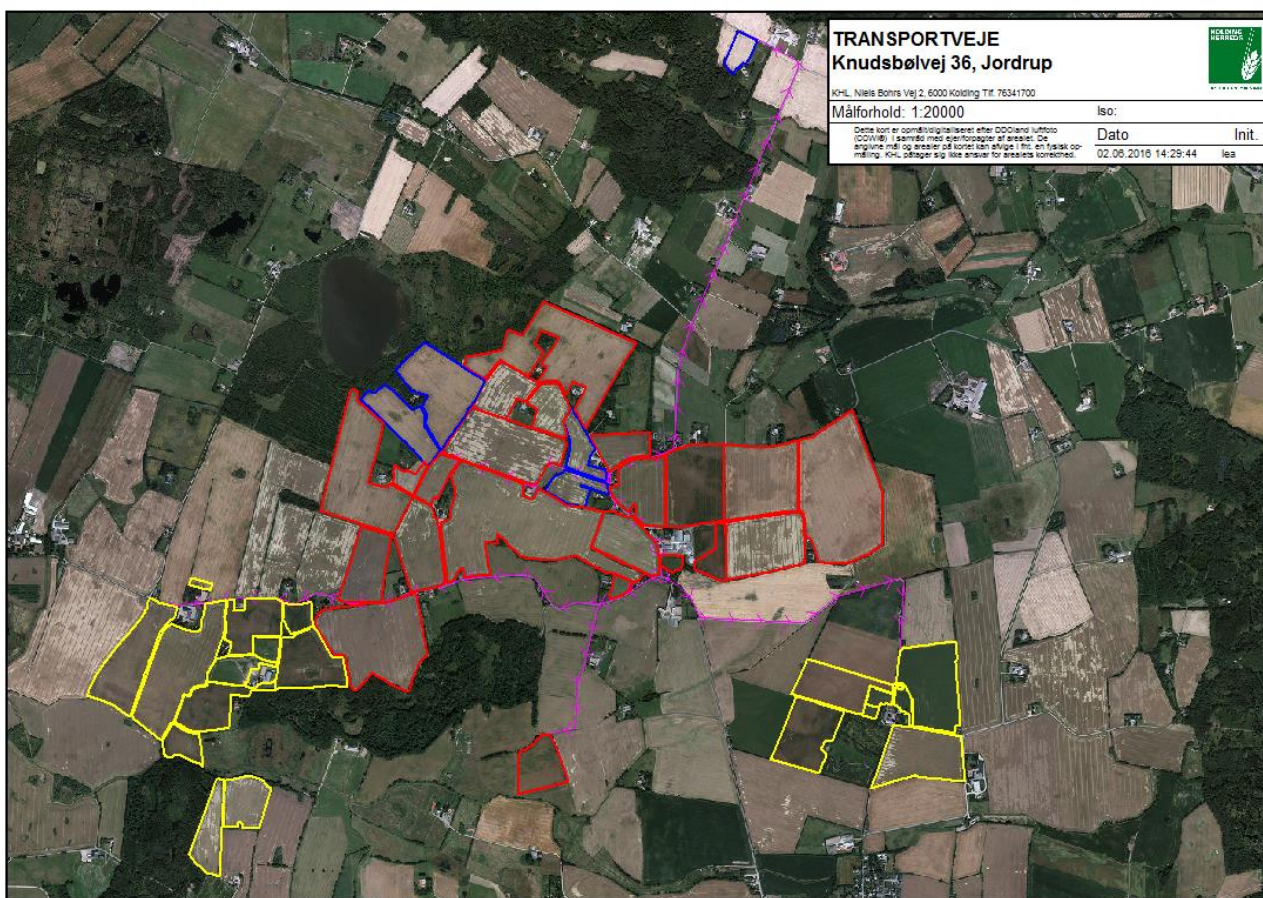 TRANSPORTVEJE
Knudsbølvej 36, Jordrup
KHL, Niels Bohrs Vej 2, 6000 Kolding Tlf. 76341700
KOLDING
HERREDS
Målforhold: 1:20000
Iso:
Dette kort er opmålt/digitaliseret efter DDOland luftfoto
(COWI®) i samråd med ejer/forpagter af arealet. De
angivne mål og arealer på kortet kan afvige i fht. en fysisk op-
måling. KHL påtager sig ikke ansvar for arealets korrekthed.
Dato
Init.
02.06.2016 14:29:44
lea